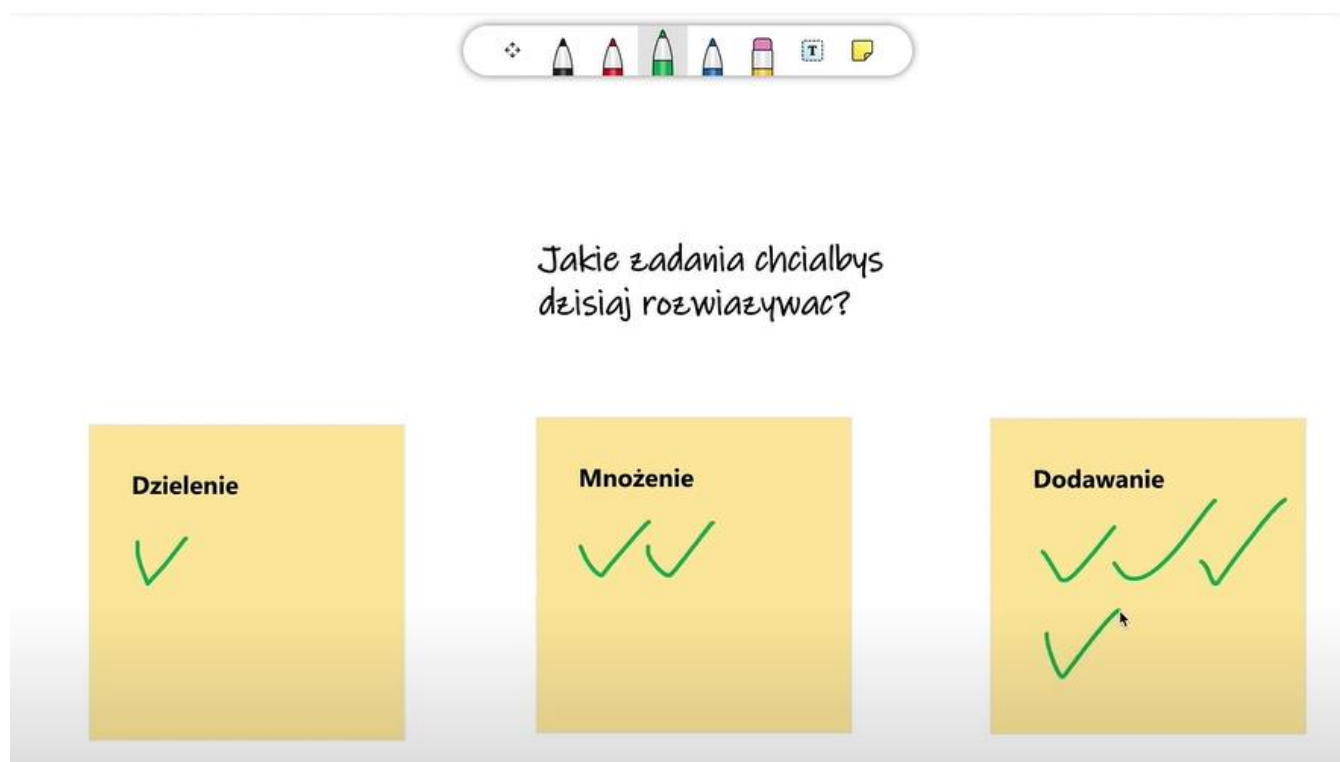 T
Jakie zadania chcialbys
dzisiaj rozwiazywac?
Dzielenie
Mnożenie
Dodawanie